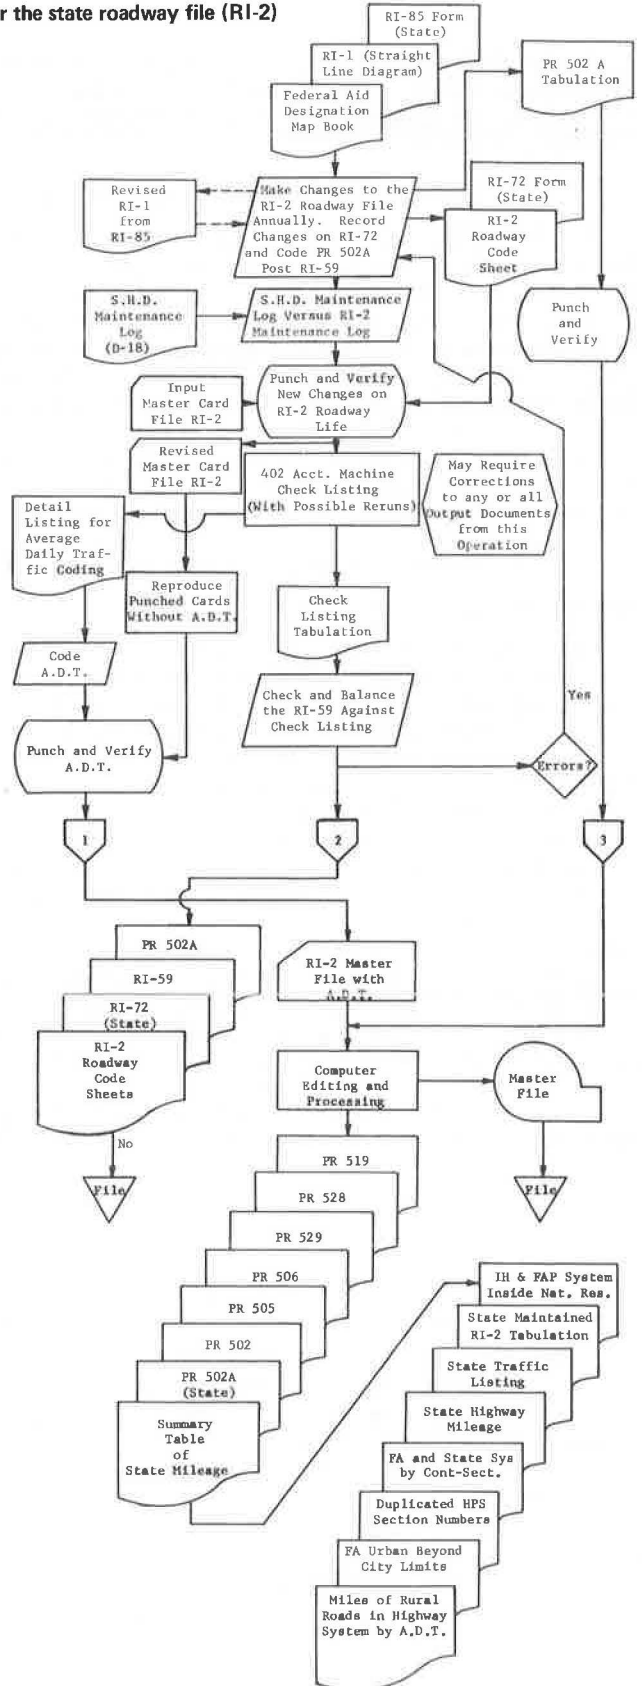 r the state roadway file (RI-2)
RI-85 Form
(State)
RI-1 (Straight
Line Diagram)
Federal Aid
Designation
Map Book
PR 502 A
Tabulation
Revised
RI-1
from
RI-85
Make Changes to the
RI-2 Roadway File
Annually. Record
Changes on RI-72
and Code PR 502A
Post RI-59
RI-72 Form
(State)
RI-2
Roadway
Code
Sheet
S.H.D.
Maintenance
Log
(D-18)
S.H.D. Maintenance
Log Versus RI-2
Maintenance Log
Punch
and
Verify
Input
Master Card
File RI-2
Punch and Verify
New Changes on
RI-2 Roadway
Life
Revised
Master Card
File RI-2
402 Acct. Machine
Check Listing
(With Possible Reruns)
May Require
Corrections
to any or all
Output Documents
from this
Operation
Detail
Listing for
Average
Daily Traf-
fic Coding
Reproduce
Punched Cards
Without A.D.T.
Check
Listing
Tabulation
Code
A.D.T.
Check and Balance
the RI-59 Against
Check Listing
Yes
Punch and Verify
A.D.T.
Errors?
1
2
3
PR 502A
RI-59
RI-72
(State)
RI-2
Roadway
Code
Sheets
RI-2 Master
File with
A.D.T.
Computer
Editing and
Processing
Master
File
No
File
File
PR 519
PR 528
PR 529
PR 506
PR 505
PR 502
PR 502A
(State)
Summary
Table
of
State Mileage
IH & FAP System
Inside Nat. Res.
State Maintained
RI-2 Tabulation
State Traffic
Listing
State Highway
Mileage
FA and State Sys
by Cont-Sect.
Duplicated HPS
Section Numbers
FA Urban Beyond
City Limits
Miles of Rural
Roads in Highway
System by A.D.T.